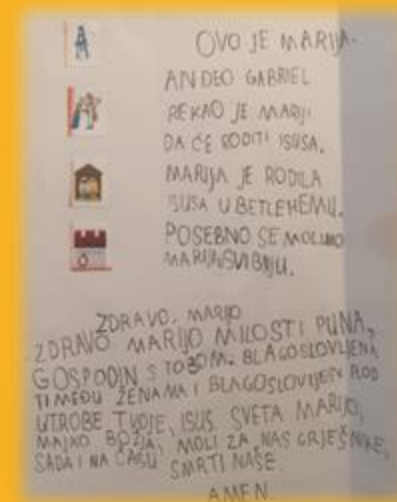 OVO JE MARIJA.
ANĐEO GABRIEL
REKAO JE MARIJI
DA ĆE RODITI ISUSA.
MARIJA JE RODILA
ISUSA U BETLEHEMU.
POSEBNO SE MOLIMO
MARIJI U SVIBNJU.
ZDRAVO, MARIJO
ZDRAVO MARIJO MILOSTI PUNA,
GOSPODIN S TOBOM. BLAGOSLOVLJENA
TI MEĐU ŽENAMA I BLAGOSLOVLJEN PLOD
UTROBE TVOJE, ISUS. SVETA MARIJO,
MAJKO BOŽJA, MOLI ZA NAS GRJEŠNIKE,
SADA I NA ČASU SMRTI NAŠE.
AMEN.